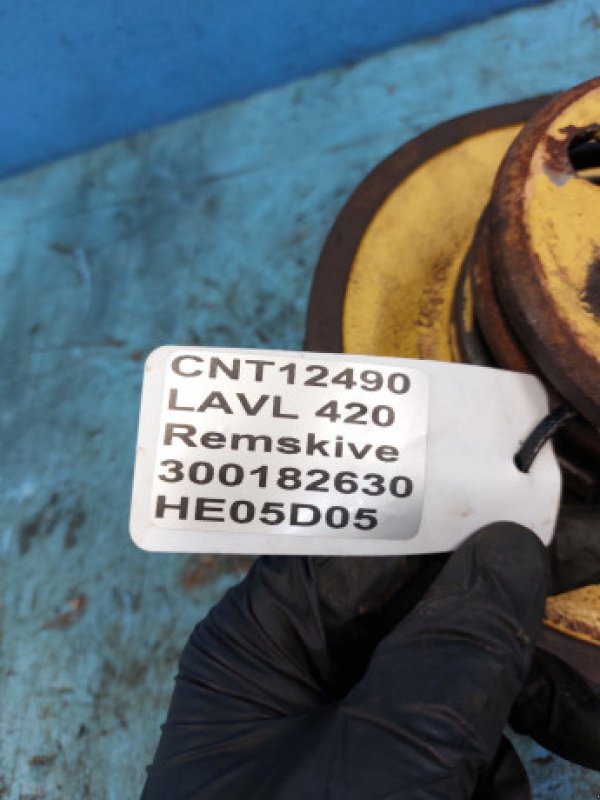 CNT12490
LAVL 420
Remskive
300182630
HE05D05